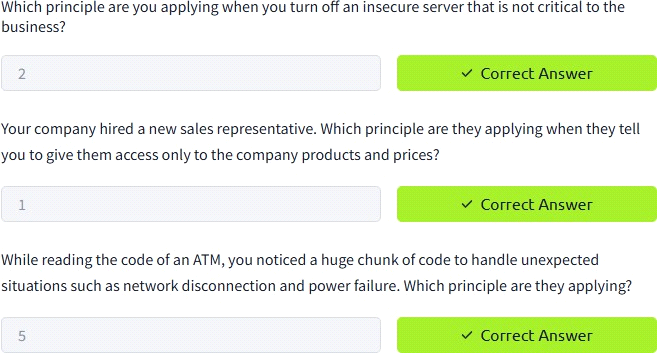 Which principle are you applying when you turn off an insecure server that is not critical to the
business?
2
✓ Correct Answer
Your company hired a new sales representative. Which principle are they applying when they tell
you to give them access only to the company products and prices?
1
✓ Correct Answer
While reading the code of an ATM, you noticed a huge chunk of code to handle unexpected
situations such as network disconnection and power failure. Which principle are they applying?
5
✓ Correct Answer